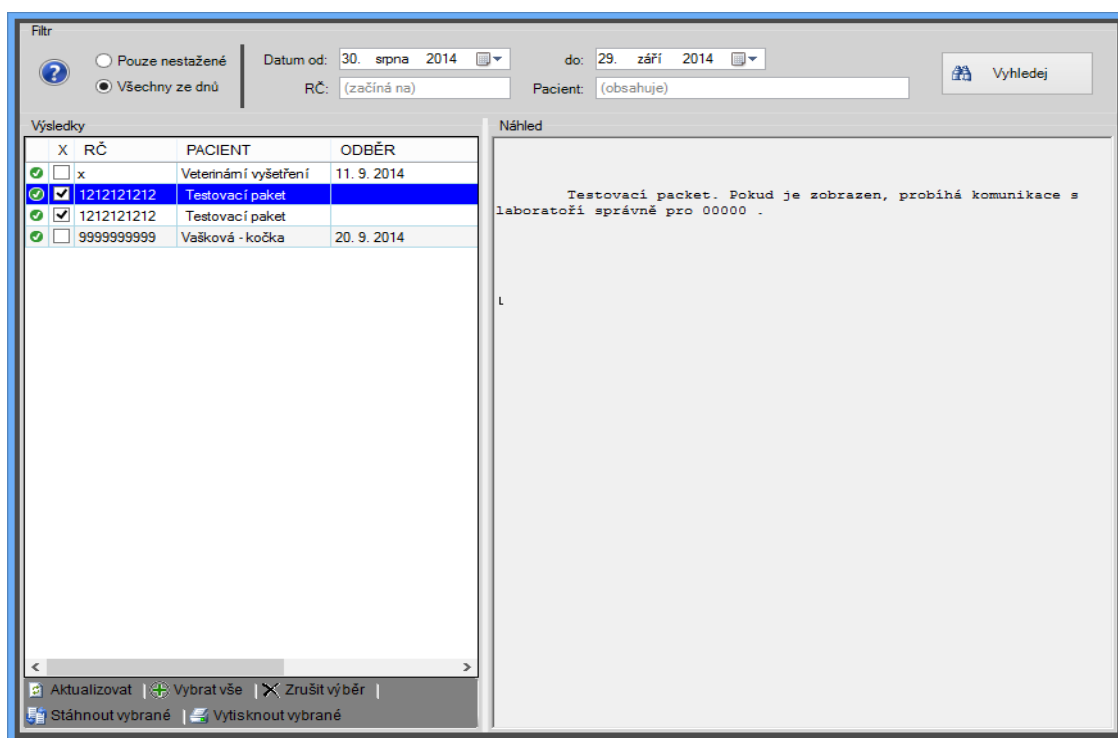 Filtr
Pouze nestažené
Všechny ze dnů
Datum od: 30. srpna 2014
do: 29. září 2014
RČ: (začíná na)
Pacient: (obsahuje)
Vyhledej
Výsledky
X RČ PACIENT ODBĚR
x Veterinární vyšetření 11. 9. 2014
1212121212 Testovací paket
1212121212 Testovací paket
9999999999 Vašková - kočka 20. 9. 2014
Aktualizovat | Vybrat vše | Zrušit výběr |
Stáhnout vybrané | Vytisknout vybrané
Náhled
Testovací packet. Pokud je zobrazen, probíhá komunikace s
laboratoří správně pro 00000 .
L